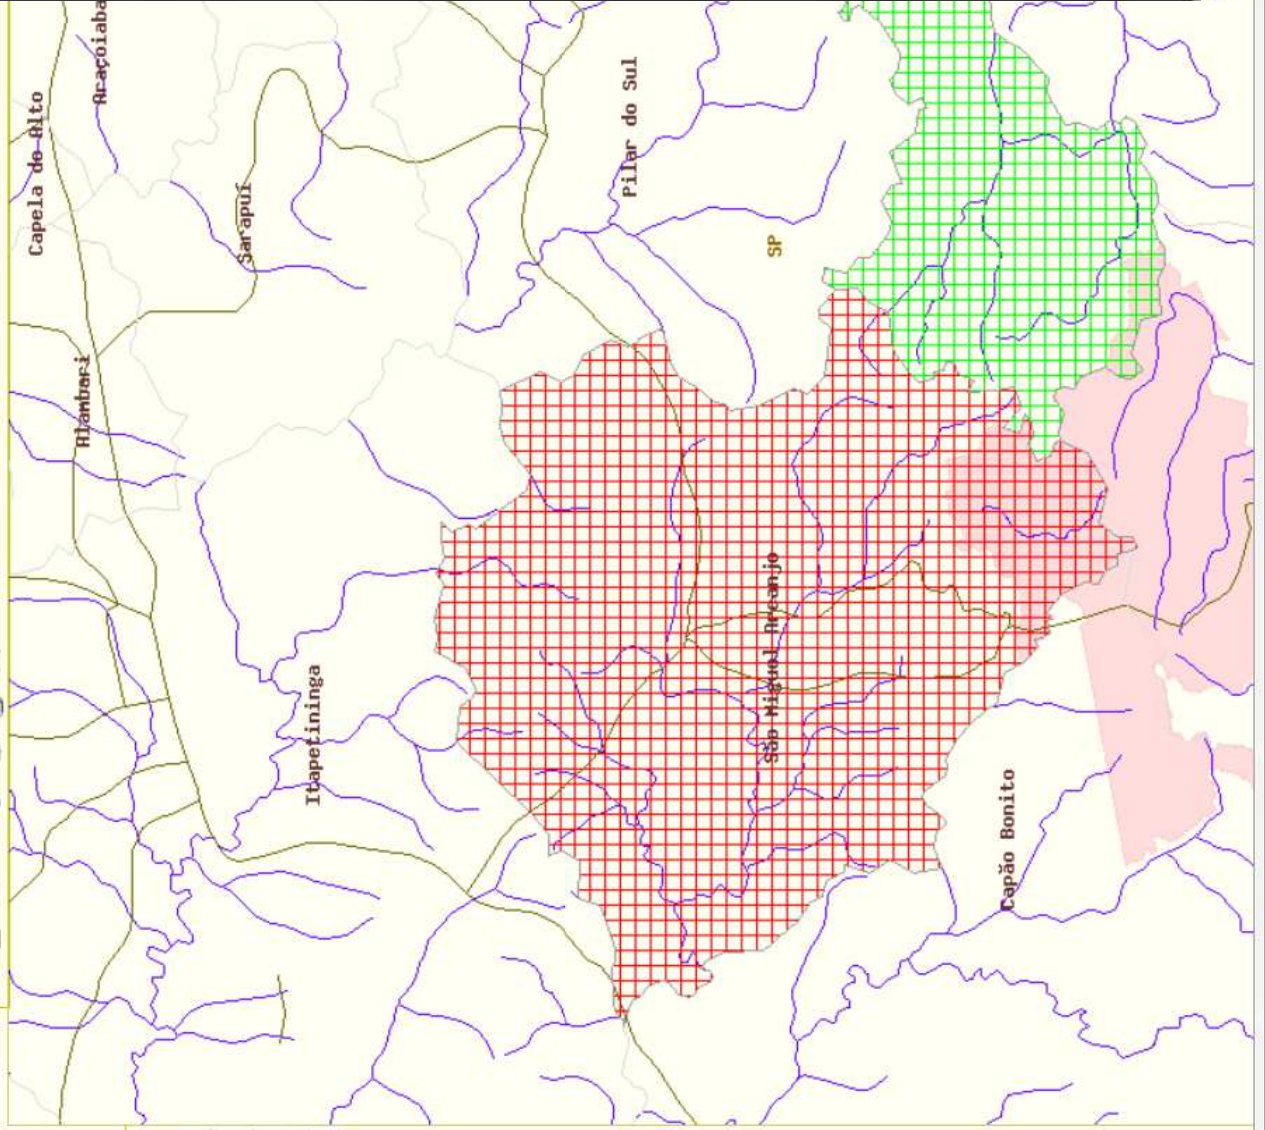 Araçoiaba
Capela do Alto
Pilar do Sul
Sarapuí
SP
Alambari
São Miguel Arcanjo
Itapetininga
Capão Bonito